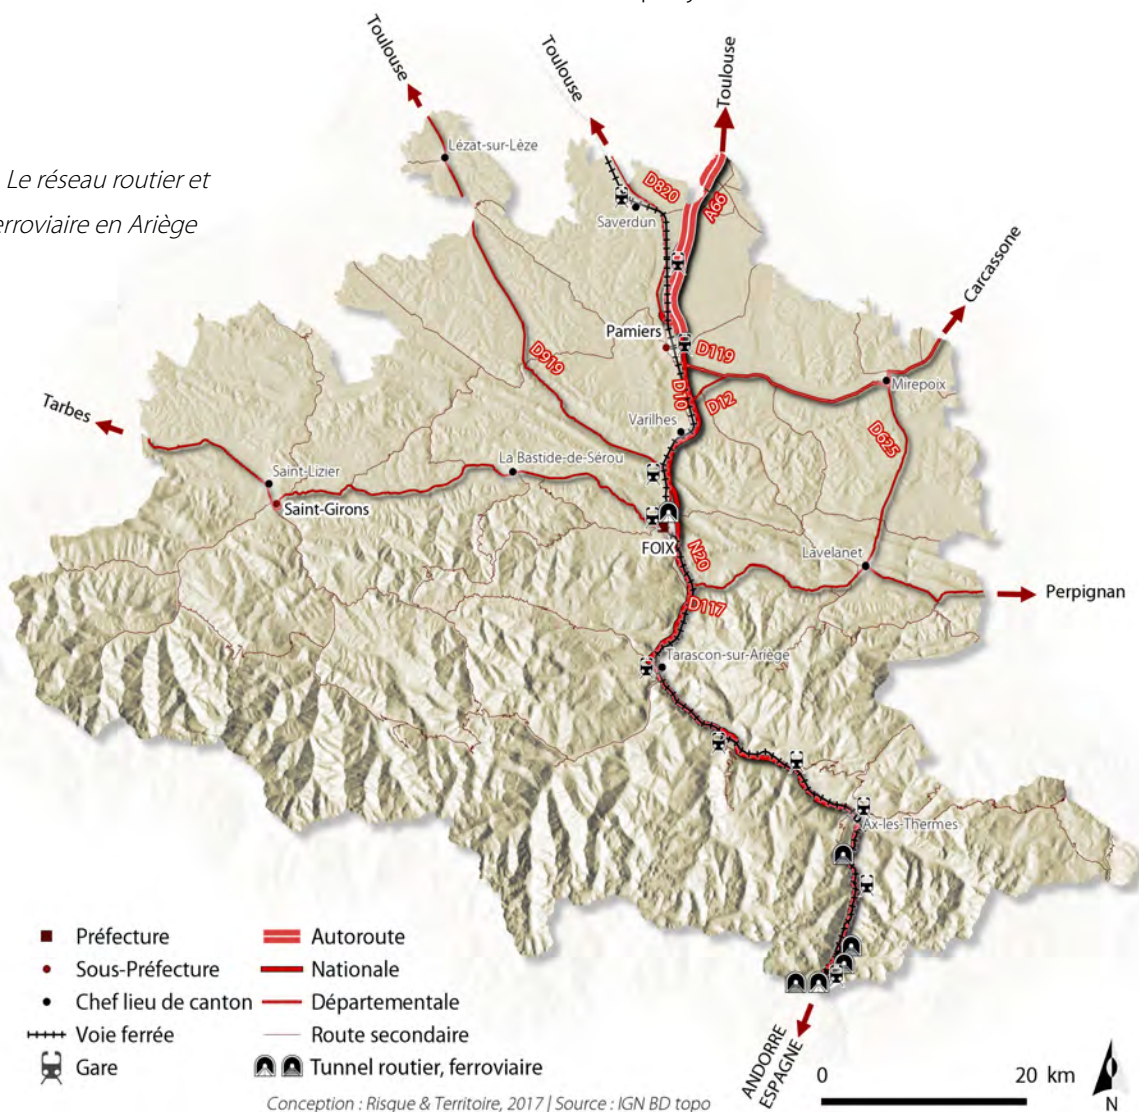 Toulouse
Toulouse
Toulouse
Lézat-sur-Lèze
Le réseau routier et
erroviaire en Ariège
D820
A66
Saverdun
Carcassone
Pamiers
D119
D919
Mirepoix
D10
D12
Tarbes
Varilhes
D625
La Bastide-de-Sérou
Saint-Lizier
Saint-Girons
FOIX
N20
Lavelanet
Perpignan
D117
Tarascon-sur-Ariège
Ax-les-Thermes
Préfecture
Autoroute
Sous-Préfecture
Nationale
Chef lieu de canton
Départementale
Voie ferrée
Route secondaire
Gare
Tunnel routier, ferroviaire
ANDORRE
ESPAGNE
0 20 km
N
Conception : Risque & Territoire, 2017 | Source : IGN BD topo